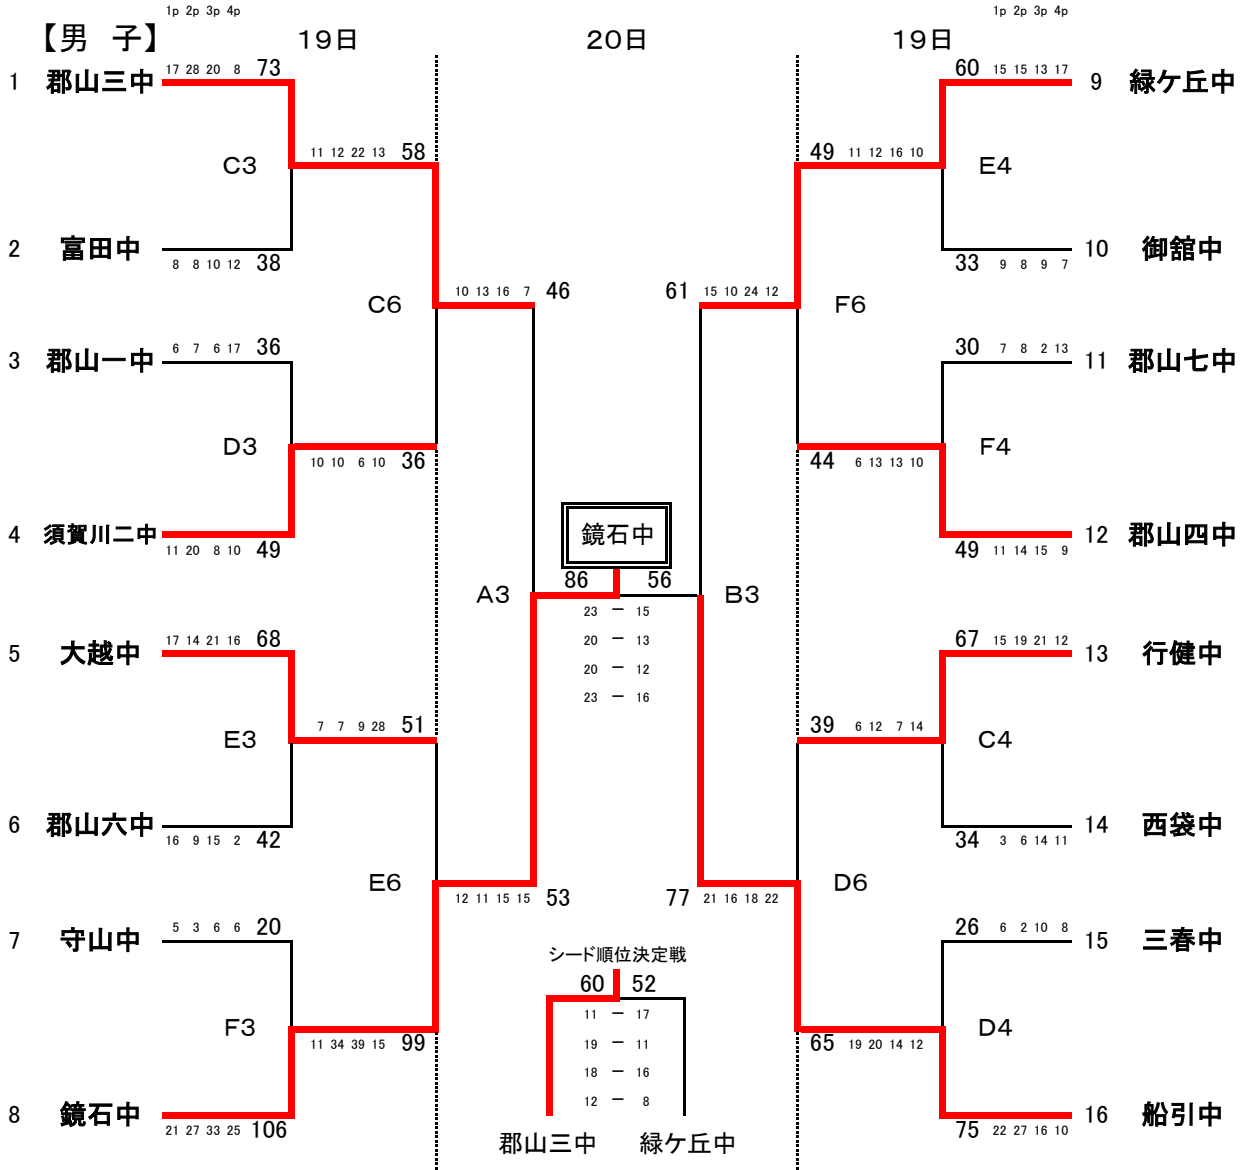 1p 2p 3p 4p
1p 2p 3p 4p
【男 子】
19日
20日
19日
1 郡山三中 17 28 20 8 73
60 15 15 13 17 9 緑ケ丘中
C3 11 12 22 13 58
49 11 12 16 10 E4
2 富田中 8 8 10 12 38
33 9 8 9 7 10 御舘中
C6 10 13 16 7 46
61 15 10 24 12 F6
3 郡山一中 6 7 6 17 36
30 7 8 2 13 11 郡山七中
D3 10 10 6 10 36
44 6 13 13 10 F4
4 須賀川二中 11 20 8 10 49
鏡石中
49 11 14 15 9 12 郡山四中
A3 86 56 B3
23 ー 15
20 ー 13
20 ー 12
23 ー 16
5 大越中 17 14 21 16 68
67 15 19 21 12 13 行健中
E3 7 7 9 28 51
39 6 12 7 14 C4
6 郡山六中 16 9 15 2 42
34 3 6 14 11 14 西袋中
E6 12 11 15 15 53
77 21 16 18 22 D6
7 守山中 5 3 6 6 20
26 6 2 10 8 15 三春中
シード順位決定戦
60 52
11 ー 17
19 ー 11
18 ー 16
12 ー 8
郡山三中 緑ケ丘中
F3 11 34 39 15 99
65 19 20 14 12 D4
8 鏡石中 21 27 33 25 106
75 22 27 16 10 16 船引中